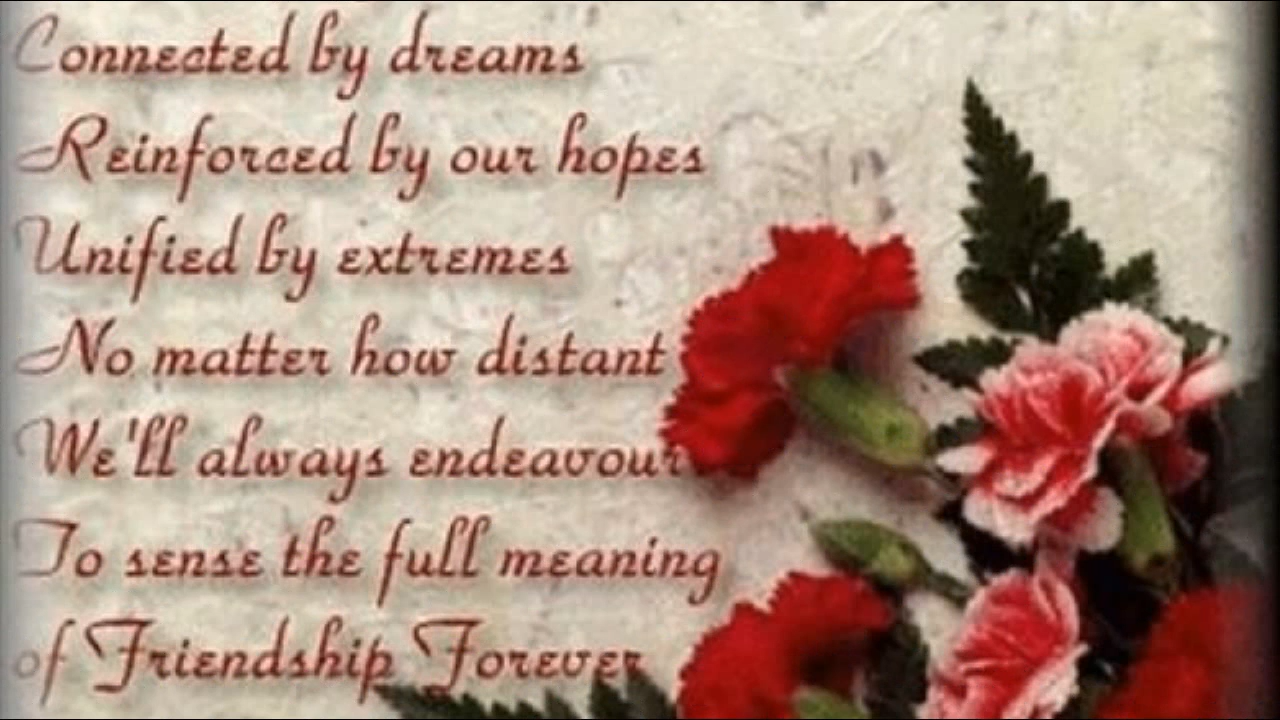 Connected by dreams
Reinforced by our hopes
Unified by extremes
No matter how distant
We'll always endeavour
To sense the full meaning
of Friendship Forever